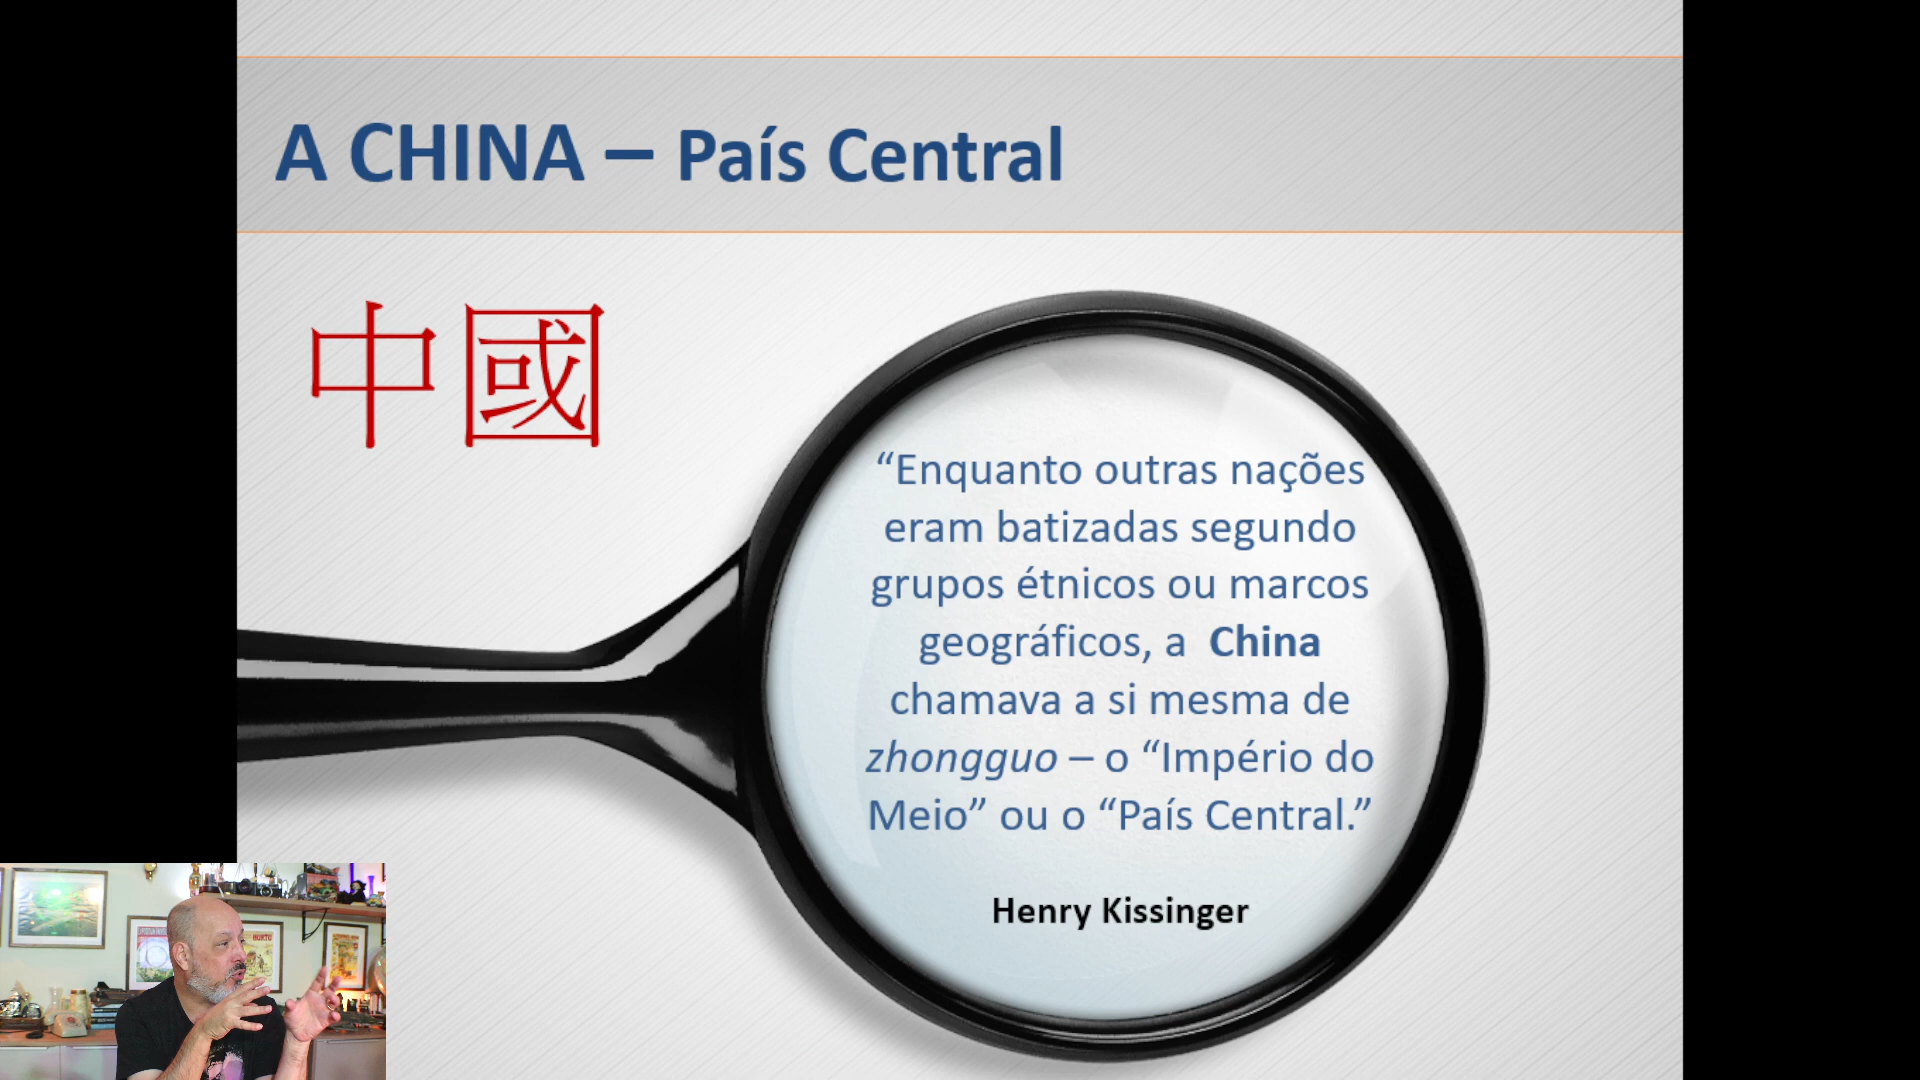 A CHINA – País Central
中國
“Enquanto outras nações
eram batizadas segundo
grupos étnicos ou marcos
geográficos, a China
chamava a si mesma de
zhongguo – o “Império do
Meio” ou o “País Central.”
Henry Kissinger